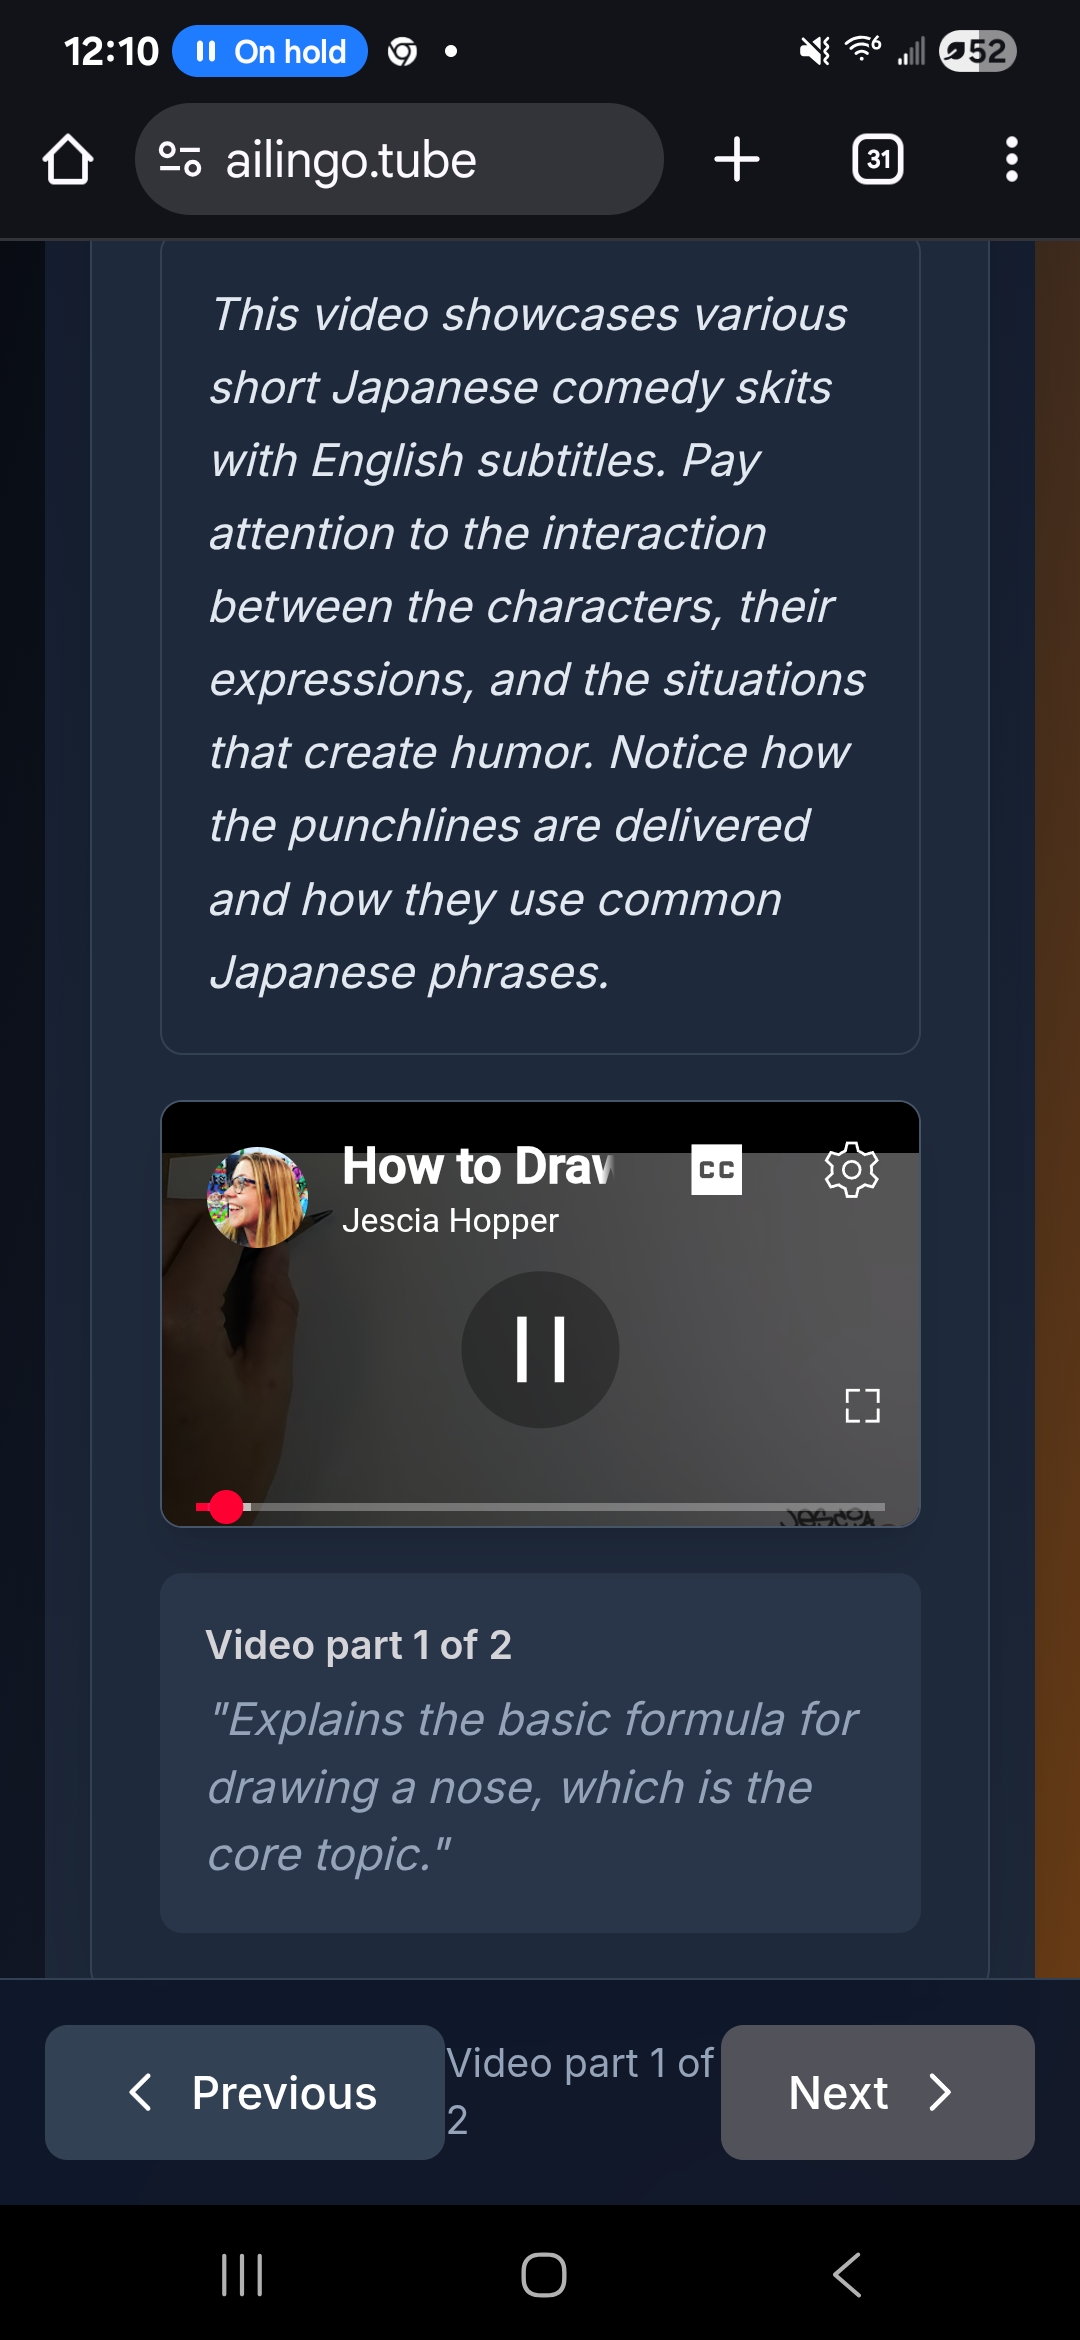 12:10 On hold 52
ailingo.tube 31
This video showcases various
short Japanese comedy skits
with English subtitles. Pay
attention to the interaction
between the characters, their
expressions, and the situations
that create humor. Notice how
the punchlines are delivered
and how they use common
Japanese phrases.
How to Draw
CC
Jescia Hopper
Jescia
Video part 1 of 2
"Explains the basic formula for
drawing a nose, which is the
core topic."
Previous
Video part 1 of
2
Next